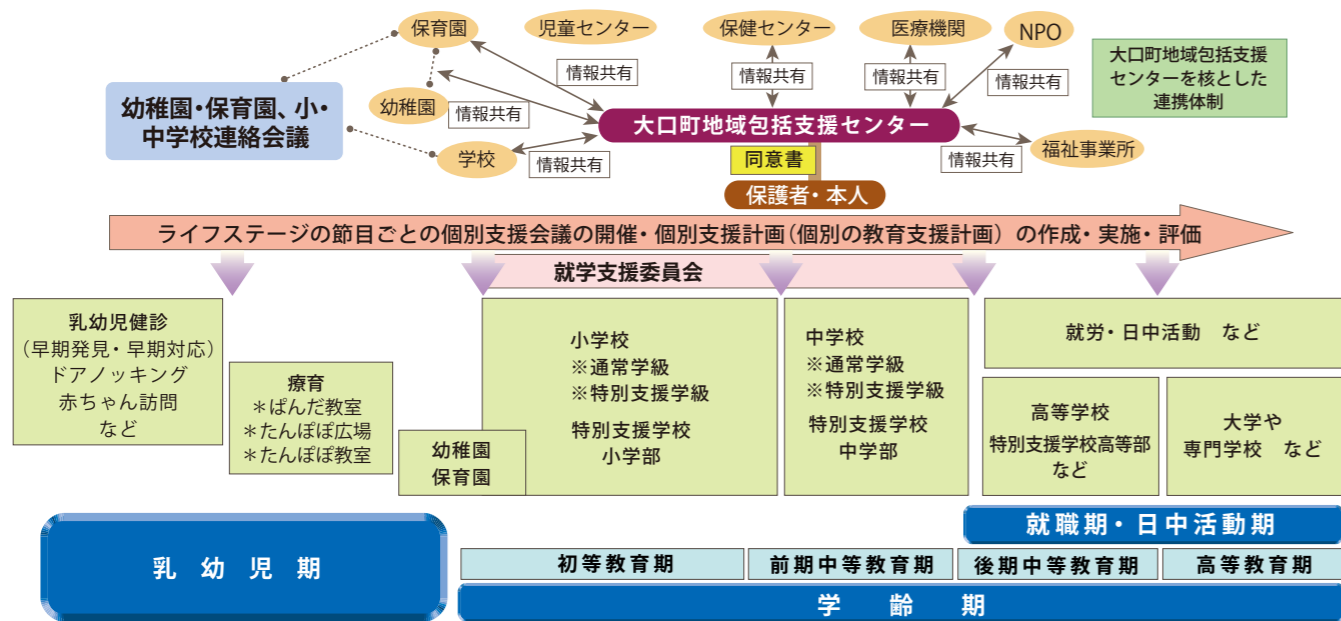 保育園
児童センター
保健センター
医療機関
NPO
大口町地域包括支援
センターを核とした
連携体制
情報共有
情報共有
情報共有
情報共有
幼稚園・保育園、小・
中学校連絡会議
幼稚園
情報共有
大口町地域包括支援センター
学校
情報共有
同意書
情報共有
福祉事業所
保護者・本人
ライフステージの節目ごとの個別支援会議の開催・個別支援計画(個別の教育支援計画)の作成・実施・評価
就学支援委員会
乳幼児健診
(早期発見・早期対応)
ドアノッキング
赤ちゃん訪問
など
療育
＊ぱんだ教室
＊たんぽぽ広場
＊たんぽぽ教室
幼稚園
保育園
小学校
※通常学級
※特別支援学級
特別支援学校
小学部
中学校
※通常学級
※特別支援学級
特別支援学校
中学部
就労・日中活動 など
高等学校
特別支援学校高等部
など
大学や
専門学校 など
乳幼児期
就職期・日中活動期
初等教育期
前期中等教育期
後期中等教育期
高等教育期
学齢期